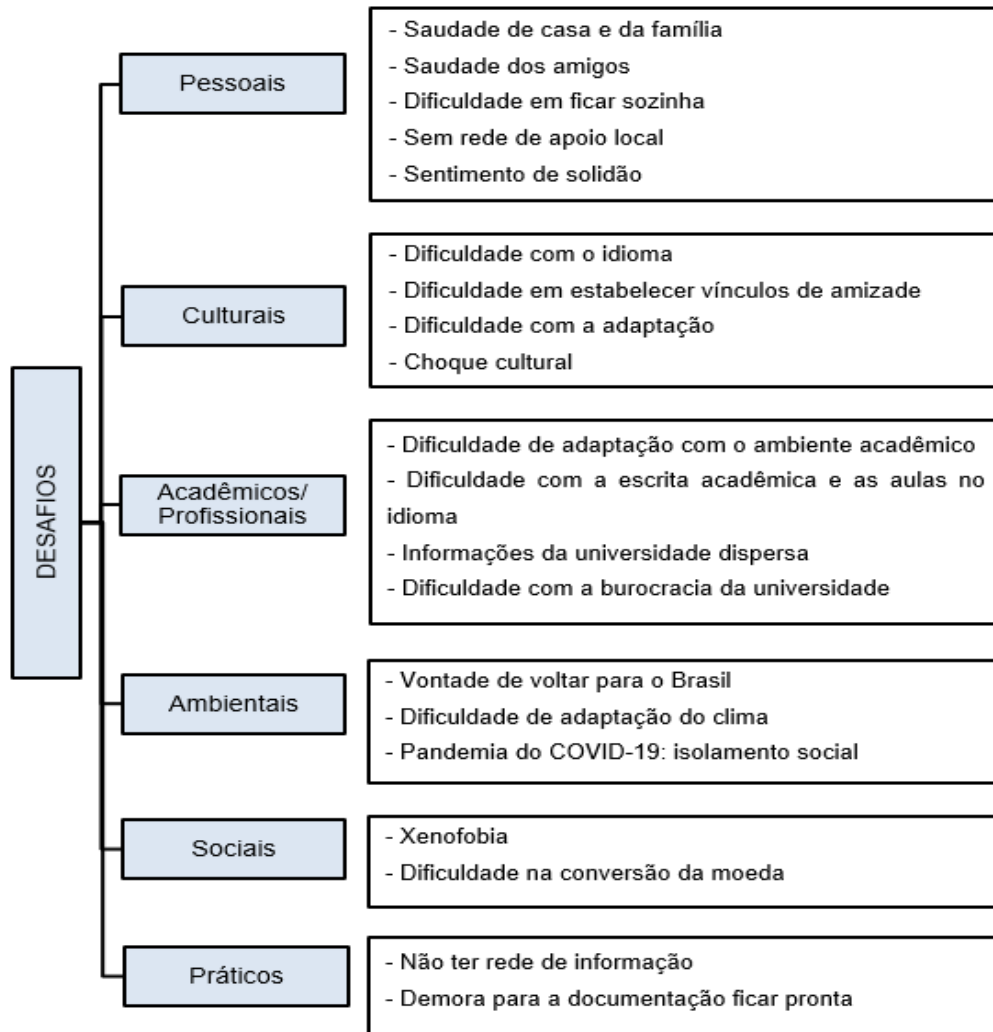 DESAFIOS
Pessoais
- Saudade de casa e da família
- Saudade dos amigos
- Dificuldade em ficar sozinha
- Sem rede de apoio local
- Sentimento de solidão
Culturais
- Dificuldade com o idioma
- Dificuldade em estabelecer vínculos de amizade
- Dificuldade com a adaptação
- Choque cultural
Acadêmicos/
Profissionais
- Dificuldade de adaptação com o ambiente acadêmico
- Dificuldade com a escrita acadêmica e as aulas no
idioma
- Informações da universidade dispersa
- Dificuldade com a burocracia da universidade
Ambientais
- Vontade de voltar para o Brasil
- Dificuldade de adaptação do clima
- Pandemia do COVID-19: isolamento social
Sociais
- Xenofobia
- Dificuldade na conversão da moeda
Práticos
- Não ter rede de informação
- Demora para a documentação ficar pronta